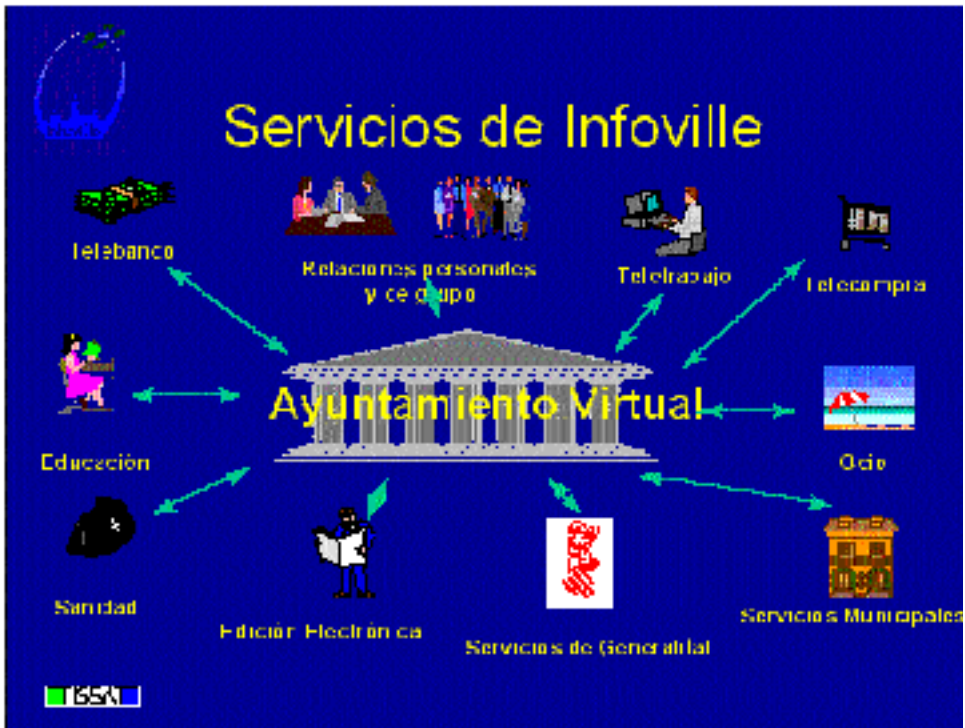 Servicios de Infoville
Telebanco
Relaciones personales
y de grupo
Teletrabajo
Telecompra
Ayuntamiento Virtual
Educación
Ocio
Sanidad
Edición Electrónica
Servicios de Generalitat
Servicios Municipales